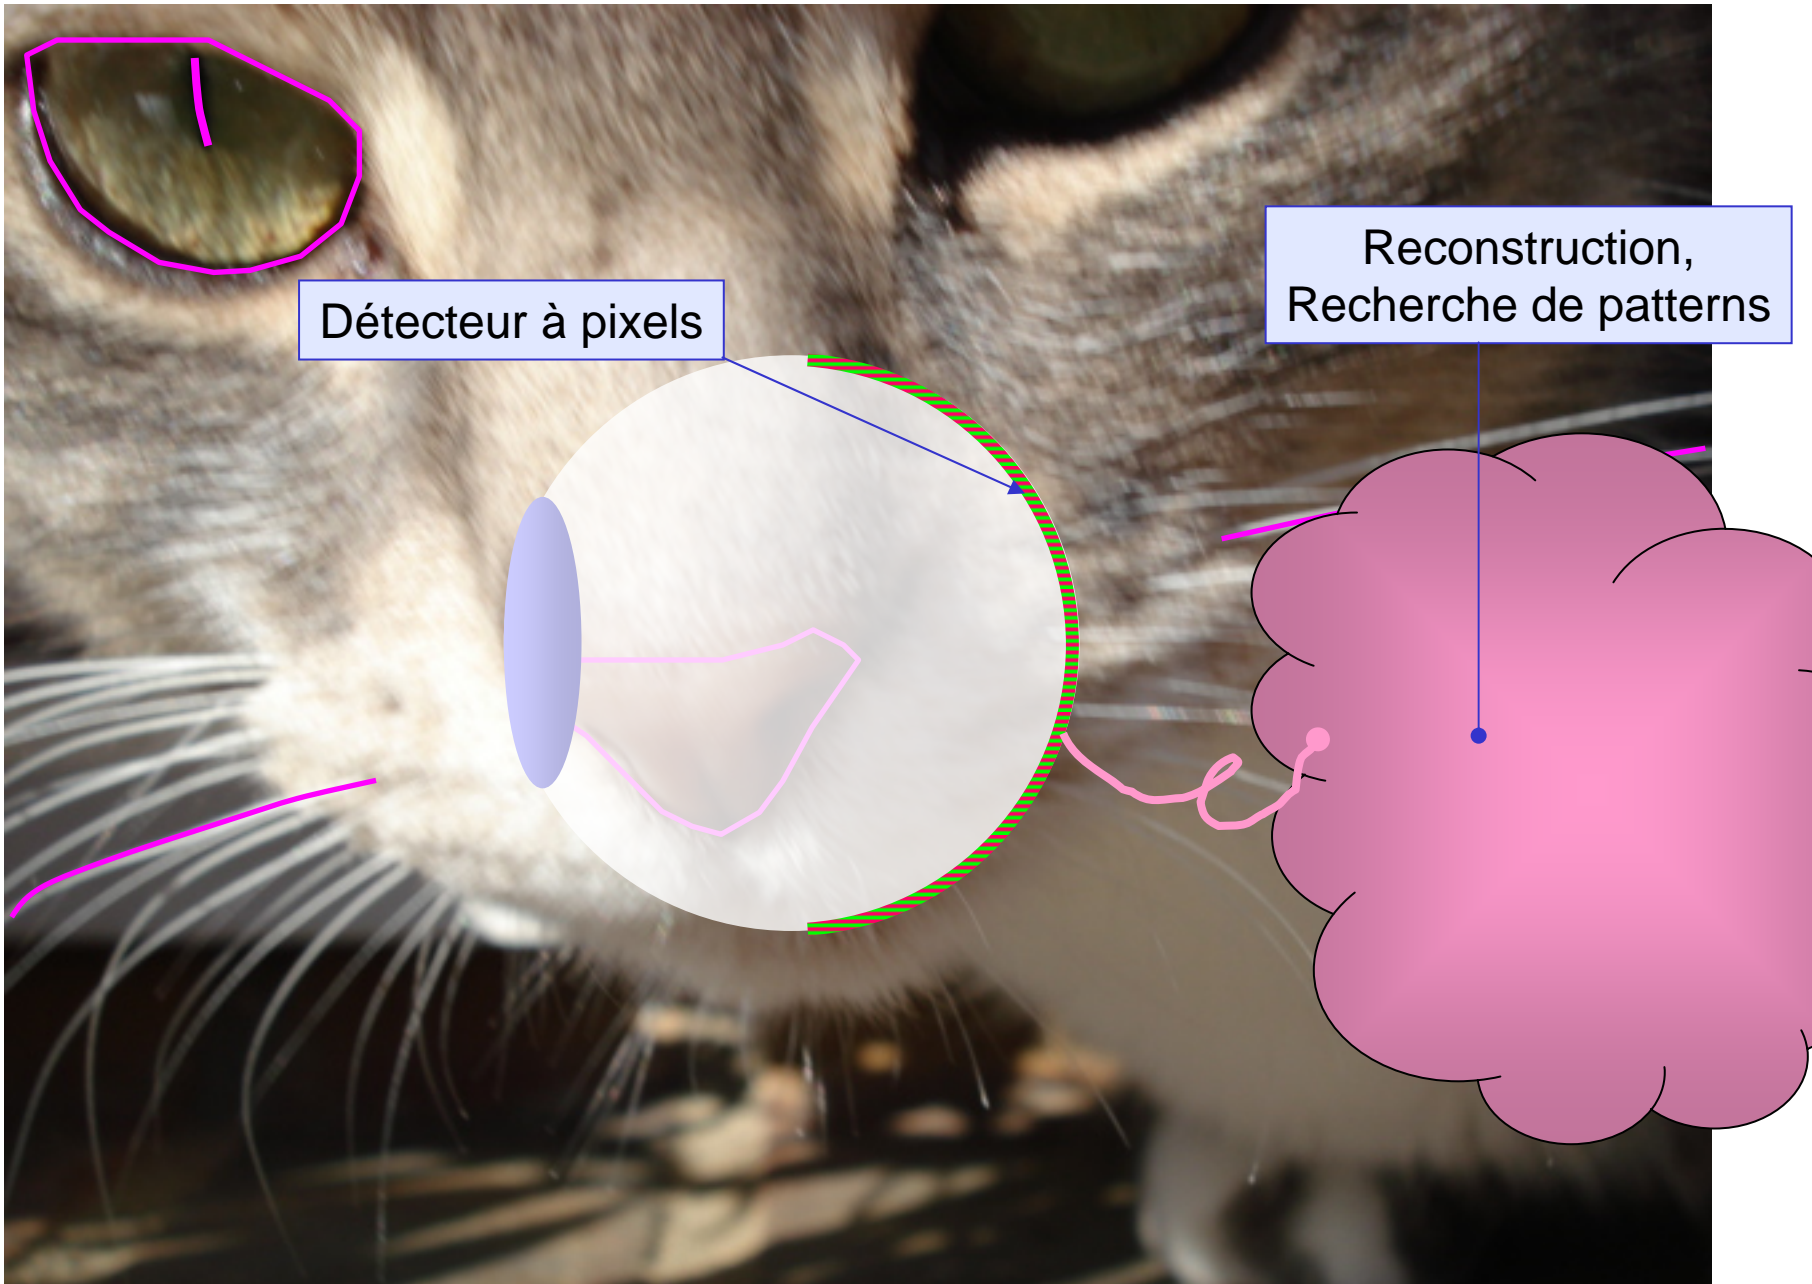 Détecteur à pixels
Reconstruction,
Recherche de patterns